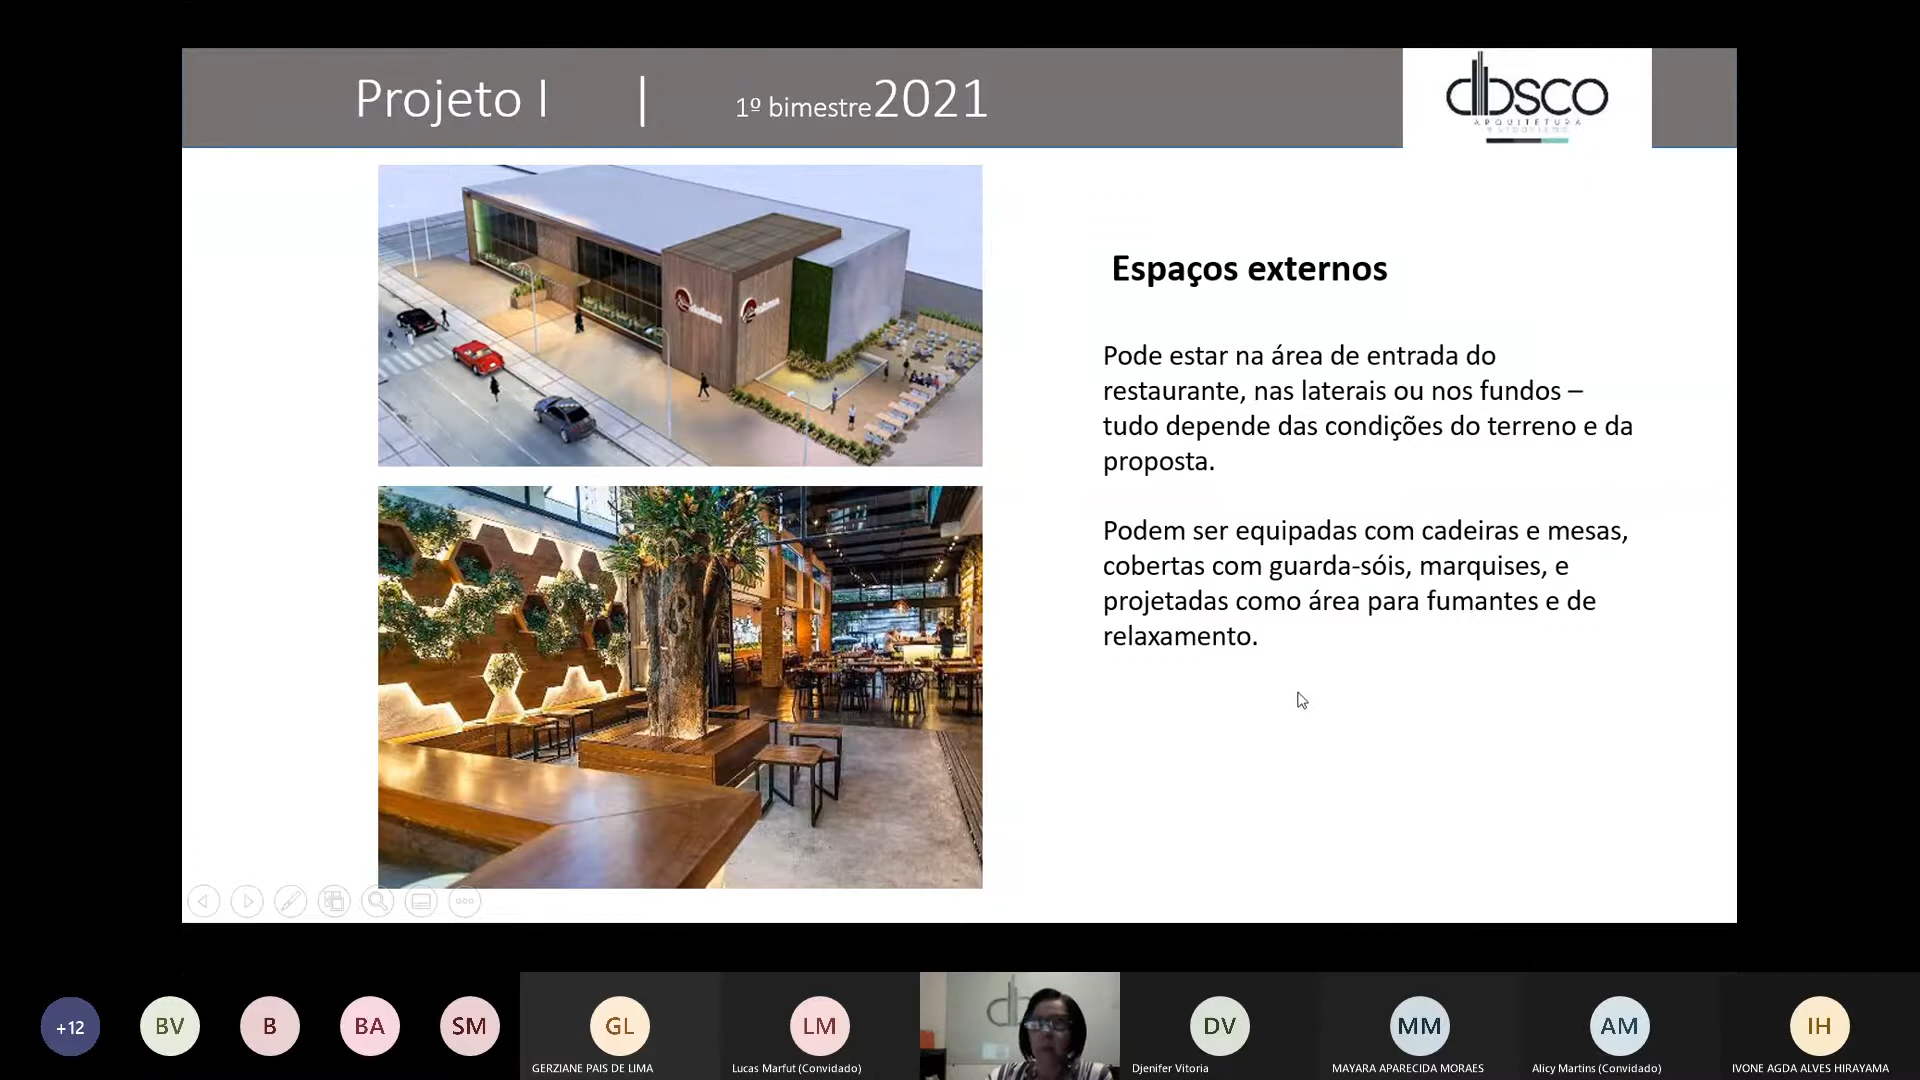 Projeto I | 1º bimestre2021
dbsco
ARQUITETURA
Espaços externos
Pode estar na área de entrada do
restaurante, nas laterais ou nos fundos –
tudo depende das condições do terreno e da
proposta.
Podem ser equipadas com cadeiras e mesas,
cobertas com guarda-sóis, marquises, e
projetadas como área para fumantes e de
relaxamento.
+12
BV
B
BA
SM
GL
LM
DV
MM
AM
IH
GERZIANE PAIS DE LIMA
Lucas Marfut (Convidado)
Djenifer Vitoria
MAYARA APARECIDA MORAES
Alicy Martins (Convidado)
IVONE AGDA ALVES HIRAYAMA